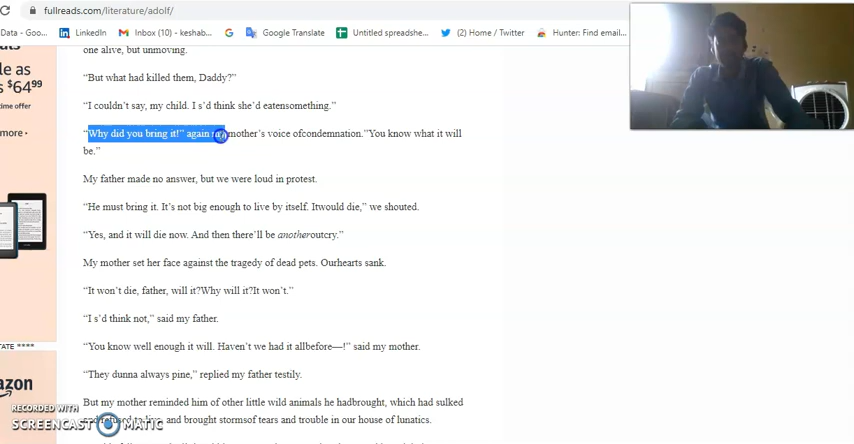 fullreads.com/literature/adolf/
Data - Goo... LinkedIn Inbox (10) - keshab... Google Translate Untitled spreadshe... (2) Home / Twitter Hunter: Find email...
le as
$64.99
time offer
more ›
TATE ****
azon
one alive, but unmoving.
“But what had killed them, Daddy?”
“I couldn’t say, my child. I s’d think she’d eatensomething.”
“Why did you bring it!” again my mother’s voice ofcondemnation.”You know what it will
be.”
My father made no answer, but we were loud in protest.
“He must bring it. It’s not big enough to live by itself. Itwould die,” we shouted.
“Yes, and it will die now. And then there’ll be anotheroutcry.”
My mother set her face against the tragedy of dead pets. Ourhearts sank.
“It won’t die, father, will it?Why will it?It won’t.”
“I s’d think not,” said my father.
“You know well enough it will. Haven’t we had it allbefore—!” said my mother.
“They dunna always pine,” replied my father testily.
But my mother reminded him of other little wild animals he hadbrought, which had sulked
and refused to live, and brought stormsof tears and trouble in our house of lunatics.
RECORDED WITH
SCREENCAST MATIC